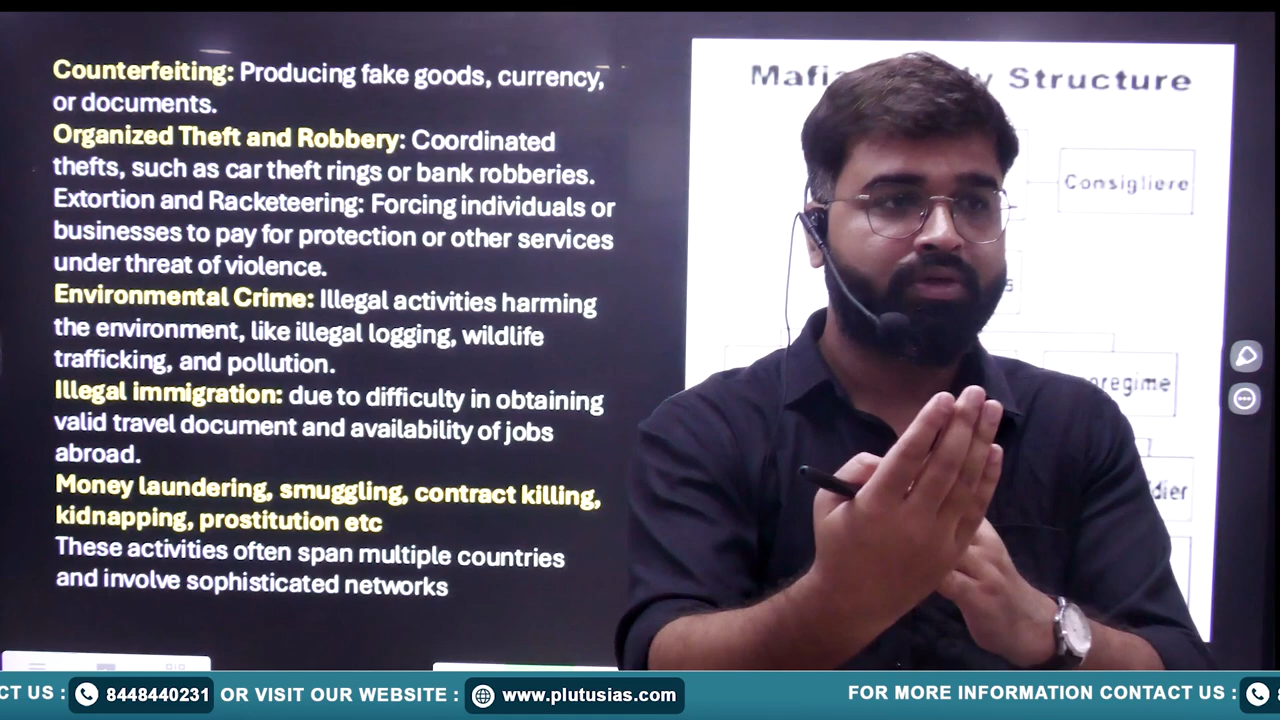 Counterfeiting: Producing fake goods, currency,
or documents.
Organized Theft and Robbery: Coordinated
thefts, such as car theft rings or bank robberies.
Extortion and Racketeering: Forcing individuals or
businesses to pay for protection or other services
under threat of violence.
Environmental Crime: Illegal activities harming
the environment, like illegal logging, wildlife
trafficking, and pollution.
Illegal immigration: due to difficulty in obtaining
valid travel document and availability of jobs
abroad.
Money laundering, smuggling, contract killing,
kidnapping, prostitution etc
These activities often span multiple countries
and involve sophisticated networks
Structure
Consigliere
CT US : 8448440231 OR VISIT OUR WEBSITE : www.plutusias.com FOR MORE INFORMATION CONTACT US :